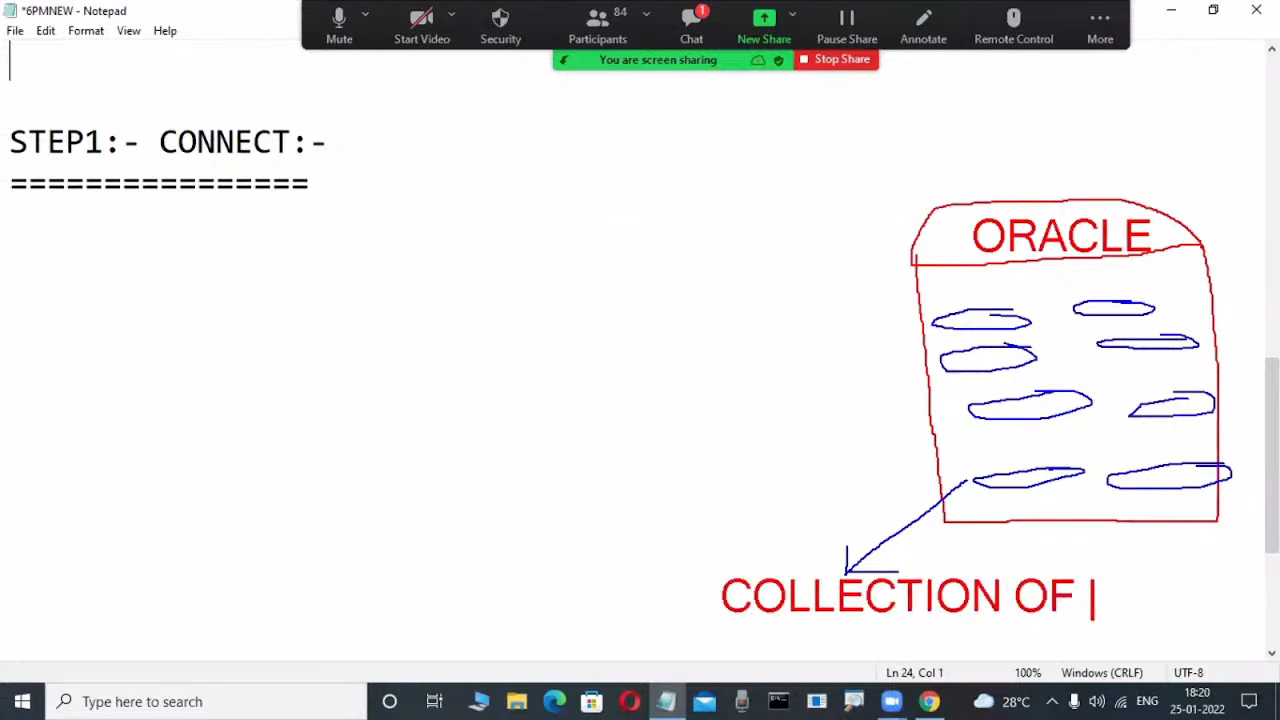 *6PMNEW - Notepad
File Edit Format View Help
Mute Start Video Security Participants 84 Chat 1 New Share Pause Share Annotate Remote Control More
You are screen sharing Stop Share
STEP1:- CONNECT:-
================
ORACLE
COLLECTION OF
Ln 24, Col 1 100% Windows (CRLF) UTF-8
Type here to search
28°C ENG
18:20
25-01-2022